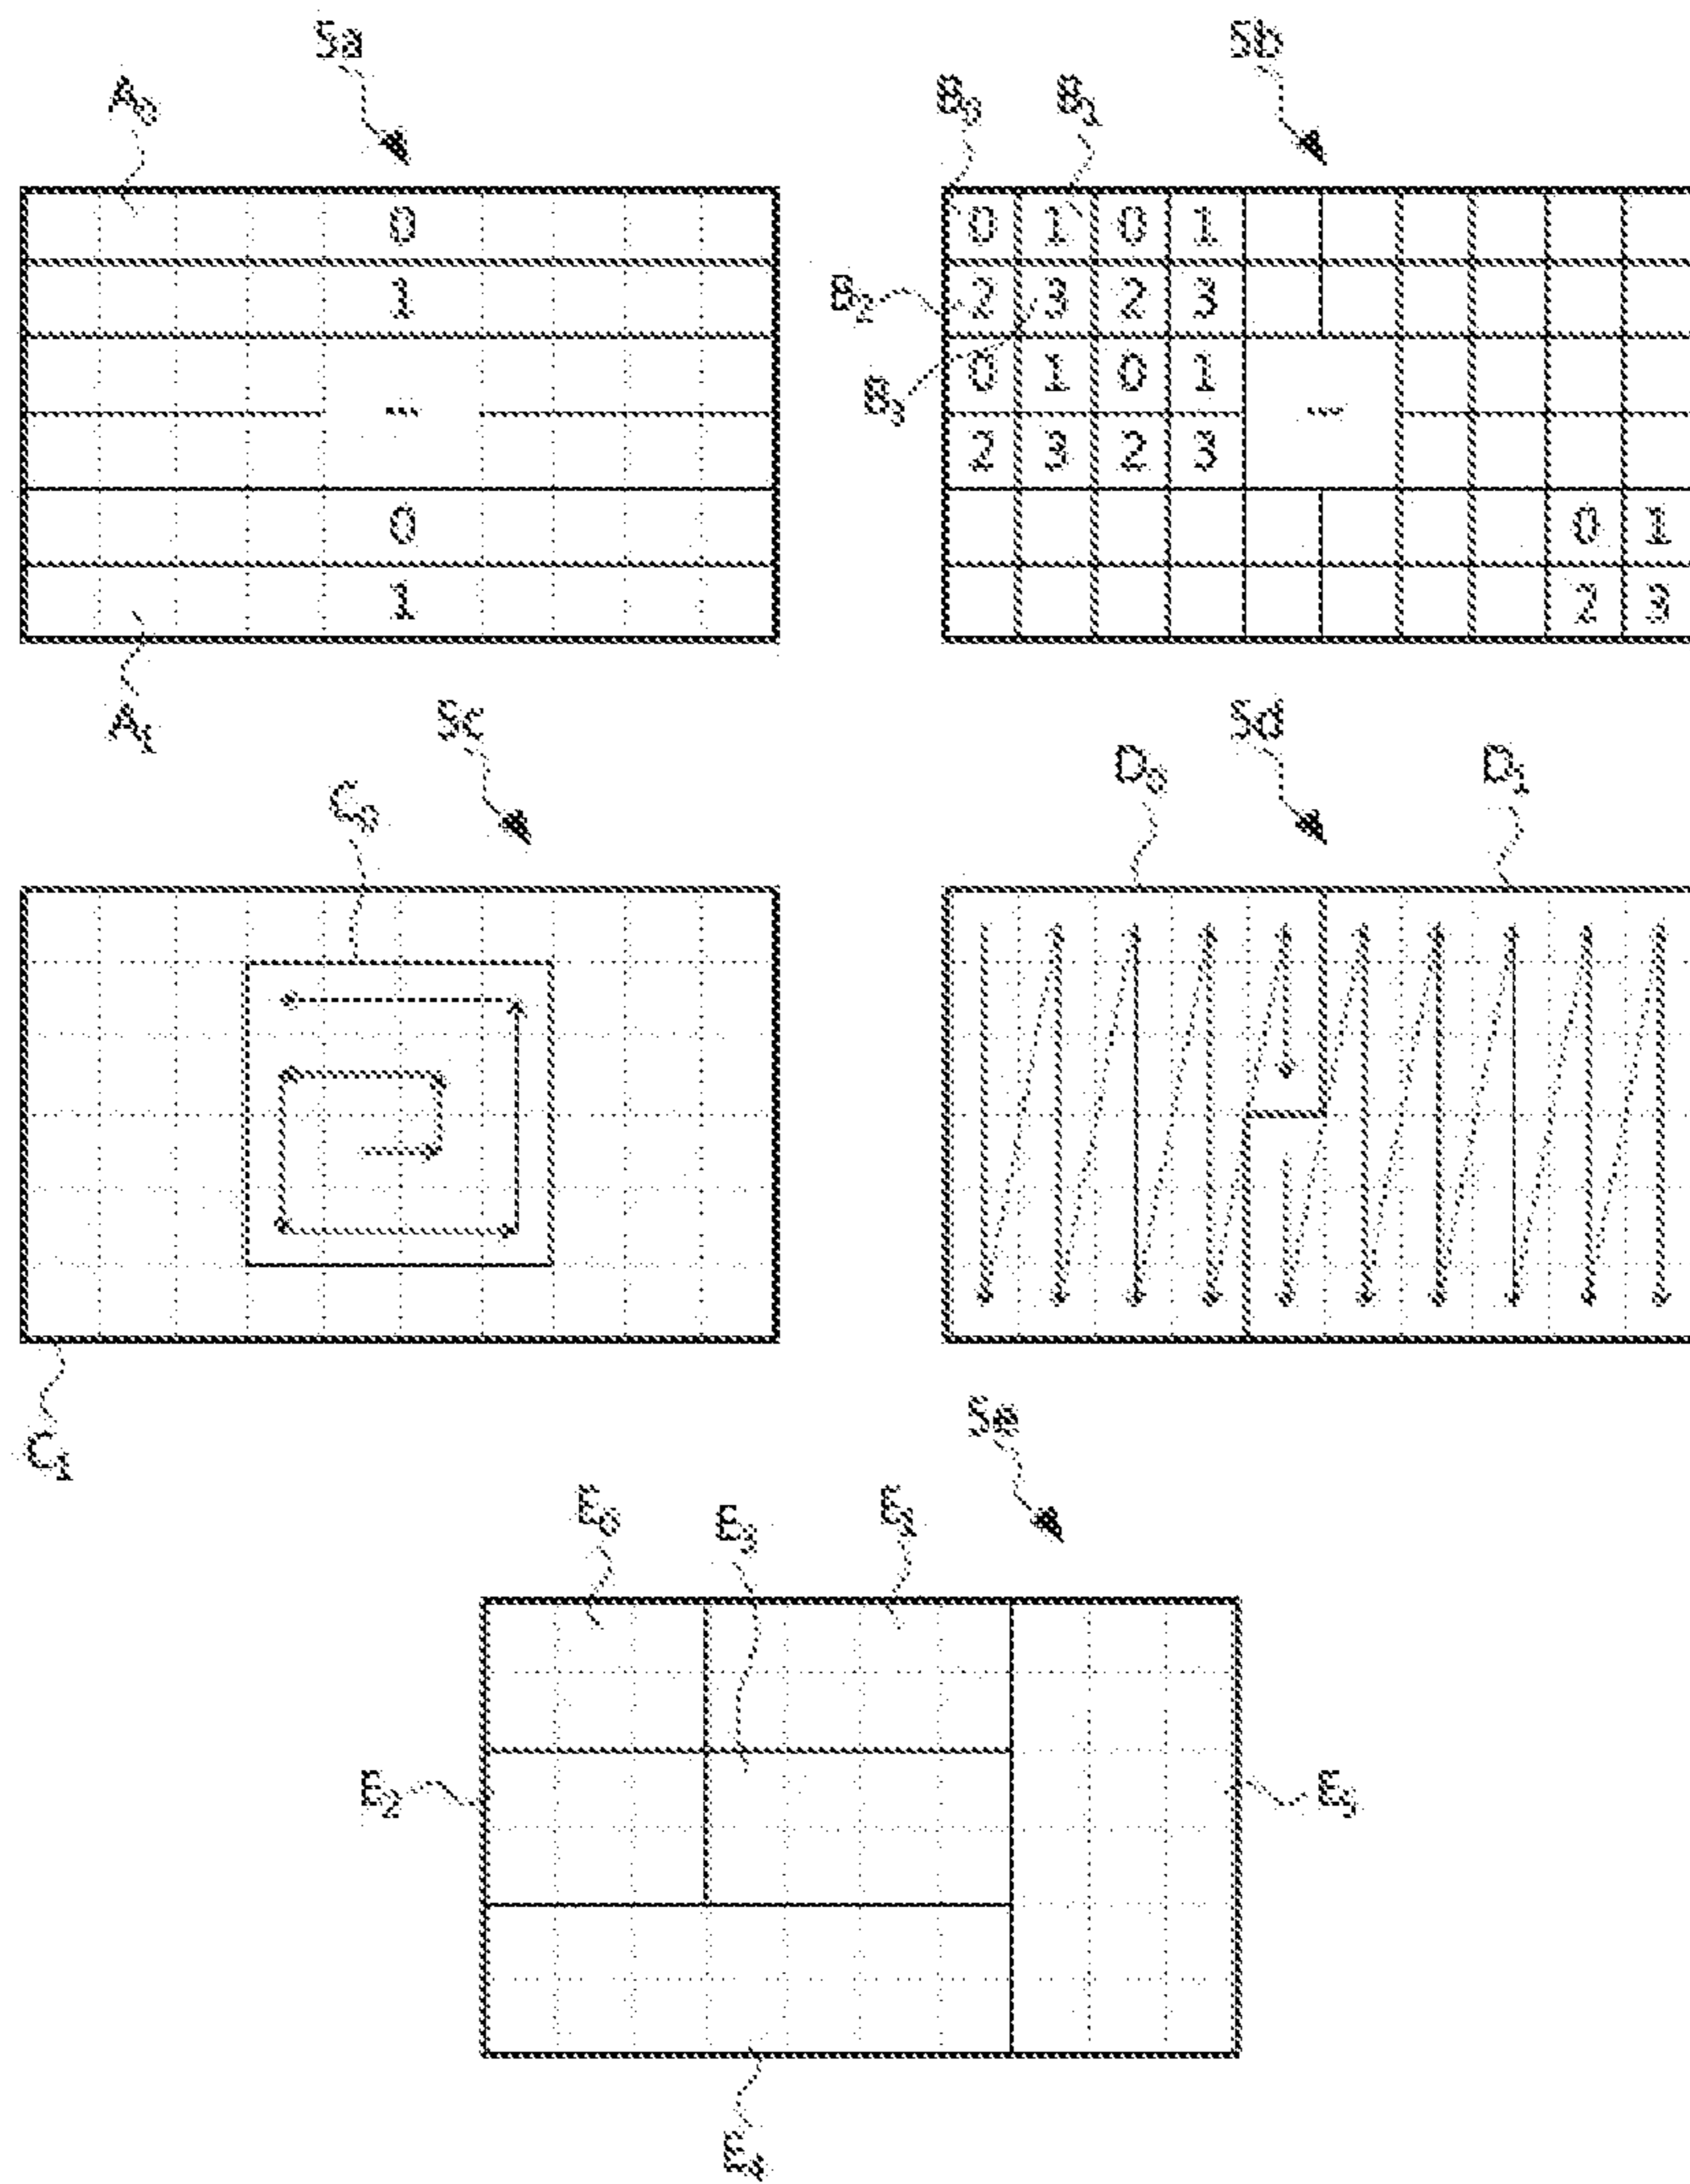 Sa Sb
A₀ B₀ B₁
0 0 1 0 1
1 B₂ 2 3 2 3
0 1 0 1
... B₃ ...
2 3 2 3
0 0 1
1 2 3
A₁ Sc Sd
C₀ D₀ D₁
C₁ Se
E₀ E₃ E₁
E₂ E₅
E₄